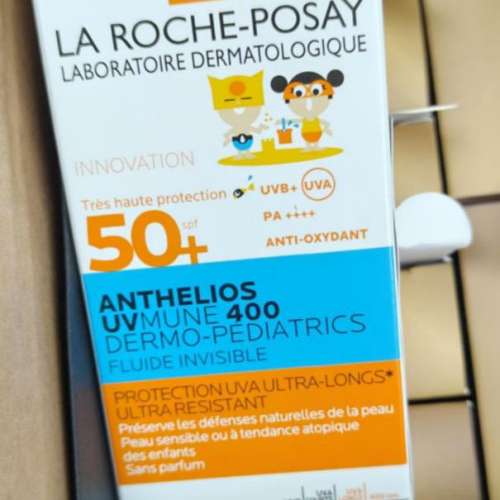 LA ROCHE-POSAY
LABORATOIRE DERMATOLOGIQUE
INNOVATION
Très haute protection
50+ spf
UVB+ UVA
PA ++++
ANTI-OXYDANT
ANTHELIOS
UVMUNE 400
DERMO-PEDIATRICS
FLUIDE INVISIBLE
PROTECTION UVA ULTRA-LONGS*
ULTRA RESISTANT
Préserve les défenses naturelles de la peau
Peau sensible ou à tendance atopique
des enfants
Sans parfum